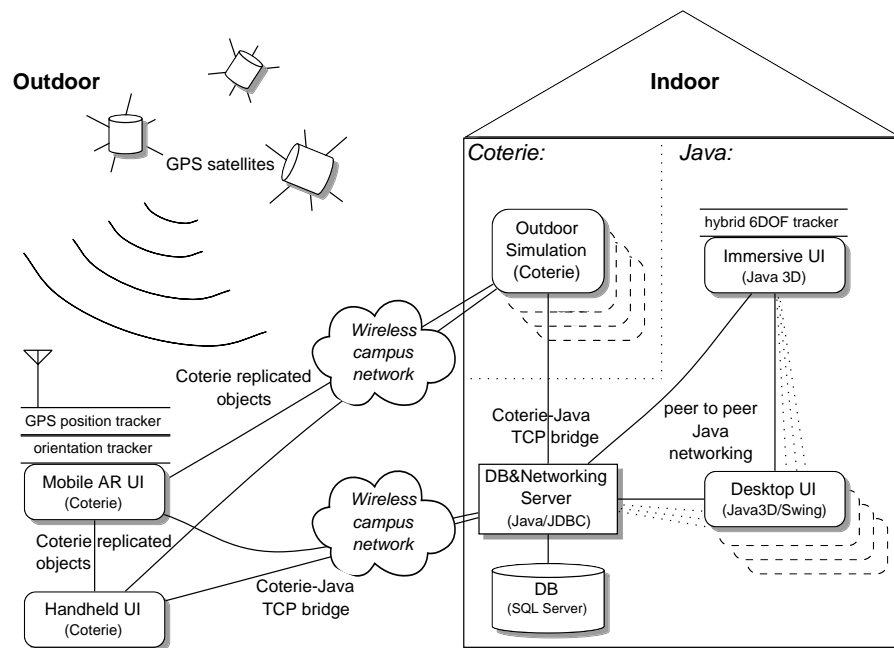 Outdoor
Indoor
GPS satellites
Coterie:
Java:
hybrid 6DOF tracker
Outdoor
Simulation
(Coterie)
Immersive UI
(Java 3D)
Wireless
campus
network
Coterie replicated
objects
GPS position tracker
orientation tracker
Mobile AR UI
(Coterie)
Coterie-Java
TCP bridge
peer to peer
Java
networking
DB&Networking
Server
(Java/JDBC)
Desktop UI
(Java3D/Swing)
Wireless
campus
network
Coterie replicated
objects
Coterie-Java
TCP bridge
Handheld UI
(Coterie)
DB
(SQL Server)